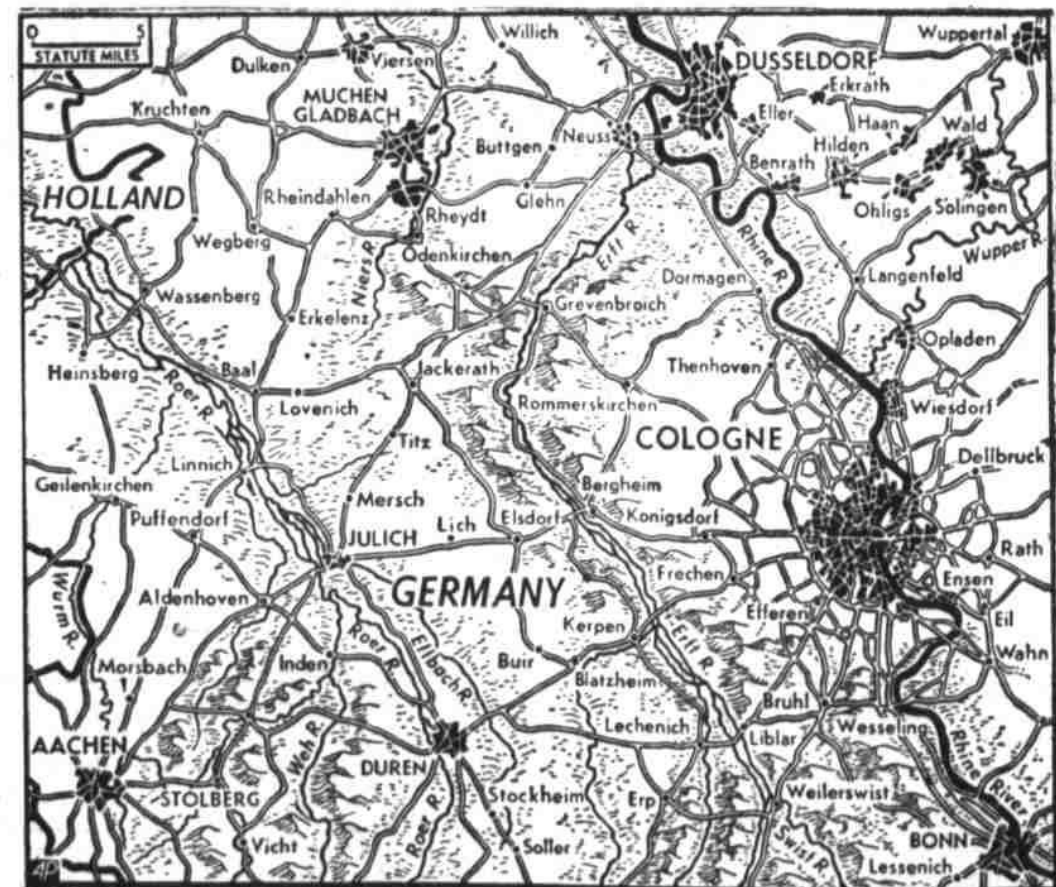 0 5
STATUTE MILES
Willich
Wuppertal
Dulken
Viersen
DUSSELDORF
Erkrath
MUCHEN
GLADBACH
Kruchten
Eller
Haan
Wald
Buttgen
Neuss
Hilden
Benrath
HOLLAND
Rheindahlen
Rheydt
Glehn
Ohligs
Solingen
Wegberg
Odenkirchen
Niers R.
Erft R.
Rhine R.
Wupper R.
Dormagen
Langenfeld
Wassenberg
Grevenbroich
Erkelenz
Opladen
Heinsberg
Roer R.
Baal
Jackerath
Thenhoven
Lovenich
Rommerskirchen
Wiesdorf
Titz
COLOGNE
Linnich
Dellbruck
Geilenkirchen
Mersch
Bergheim
Puffendorf
Lich
Elsdorf
Konigsdorf
JULICH
Rath
Wurm R.
GERMANY
Frechen
Ensen
Aldenhoven
Efferen
Eil
Roer R.
Ellbach R.
Kerpen
Erft R.
Morsbach
Inden
Buir
Wahn
Blatzheim
Bruhl
AACHEN
Weh R.
DUREN
Lechenich
Liblar
Wesseling
Rhine River
STOLBERG
Stockheim
Erp
Weilerswist
Vicht
Roer R.
Soller
Swist R.
BONN
Lessenich
AP